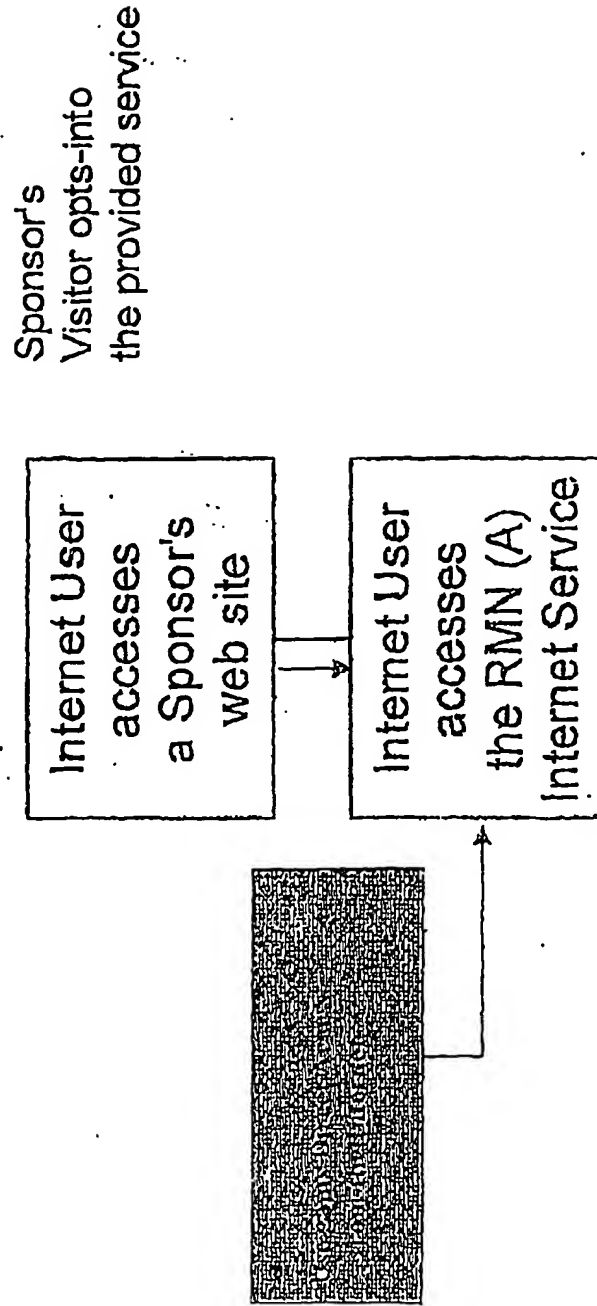 Sponsor's
Visitor opts-into
the provided service
Internet User
accesses
a Sponsor's
web site
Internet User
accesses
the RMN (A)
Internet Service